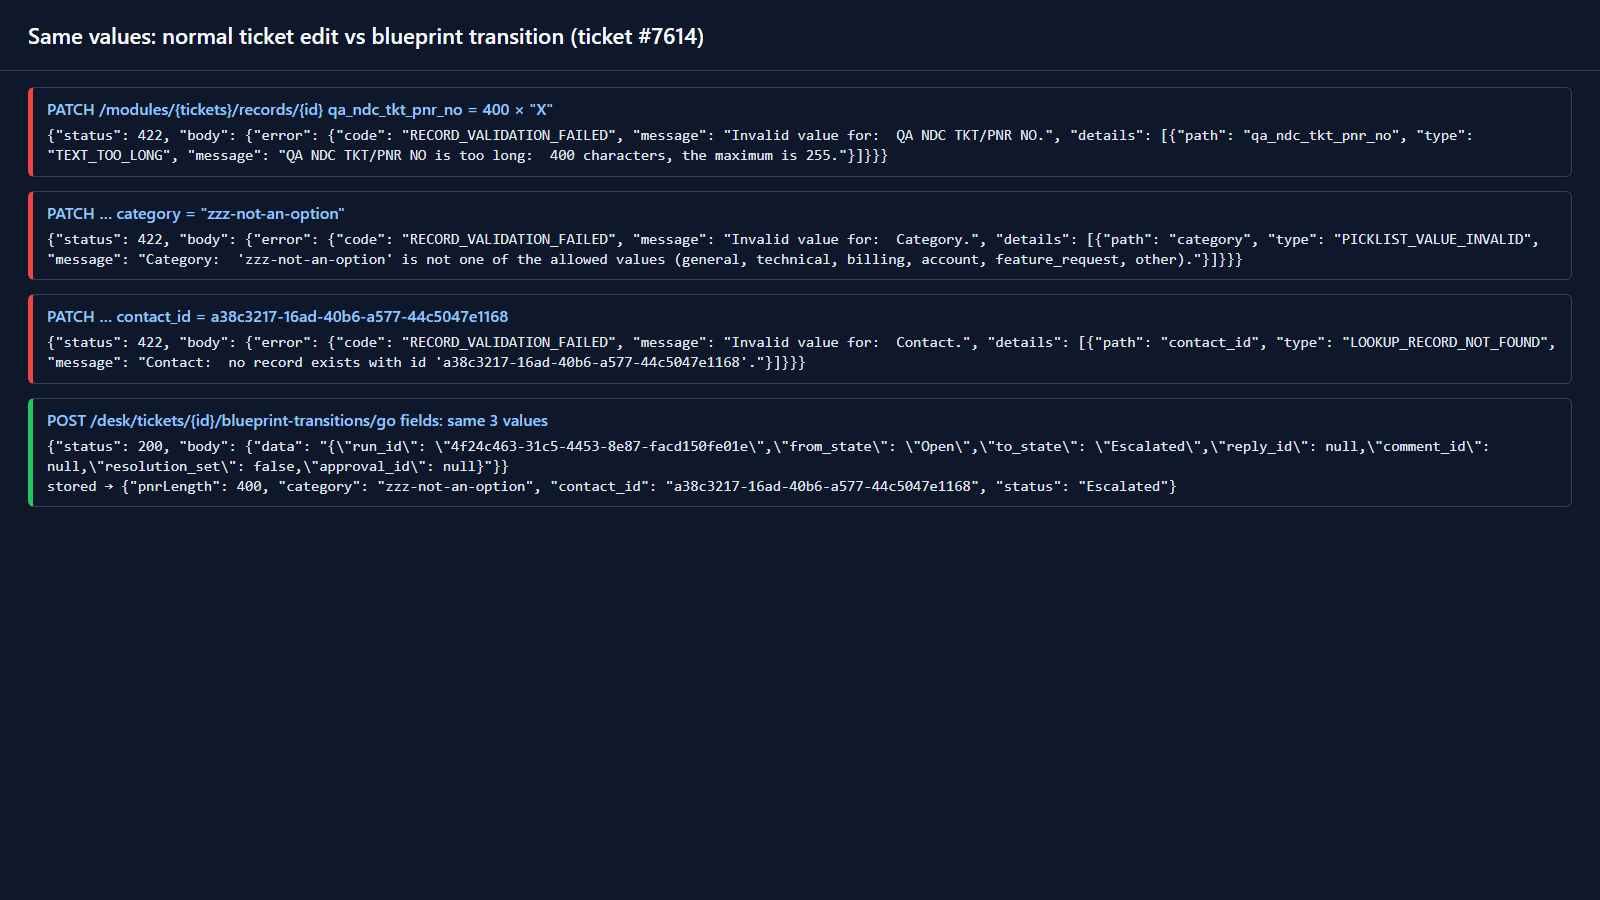 Same values: normal ticket edit vs blueprint transition (ticket #7614)
PATCH /modules/{tickets}/records/{id} qa_ndc_tkt_pnr_no = 400 × "X"
{"status": 422, "body": {"error": {"code": "RECORD_VALIDATION_FAILED", "message": "Invalid value for:  QA NDC TKT/PNR NO.", "details": [{"path": "qa_ndc_tkt_pnr_no", "type":
"TEXT_TOO_LONG", "message": "QA NDC TKT/PNR NO is too long:  400 characters, the maximum is 255."}]}}}
PATCH ... category = "zzz-not-an-option"
{"status": 422, "body": {"error": {"code": "RECORD_VALIDATION_FAILED", "message": "Invalid value for:  Category.", "details": [{"path": "category", "type": "PICKLIST_VALUE_INVALID",
"message": "Category:  'zzz-not-an-option' is not one of the allowed values (general, technical, billing, account, feature_request, other)."}]}}}
PATCH ... contact_id = a38c3217-16ad-40b6-a577-44c5047e1168
{"status": 422, "body": {"error": {"code": "RECORD_VALIDATION_FAILED", "message": "Invalid value for:  Contact.", "details": [{"path": "contact_id", "type": "LOOKUP_RECORD_NOT_FOUND",
"message": "Contact:  no record exists with id 'a38c3217-16ad-40b6-a577-44c5047e1168'."}]}}}
POST /desk/tickets/{id}/blueprint-transitions/go fields: same 3 values
{"status": 200, "body": {"data": "{\"run_id\": \"4f24c463-31c5-4453-8e87-facd150fe01e\",\"from_state\": \"Open\",\"to_state\": \"Escalated\",\"reply_id\": null,\"comment_id\":
null,\"resolution_set\": false,\"approval_id\": null}"}}
stored → {"pnrLength": 400, "category": "zzz-not-an-option", "contact_id": "a38c3217-16ad-40b6-a577-44c5047e1168", "status": "Escalated"}